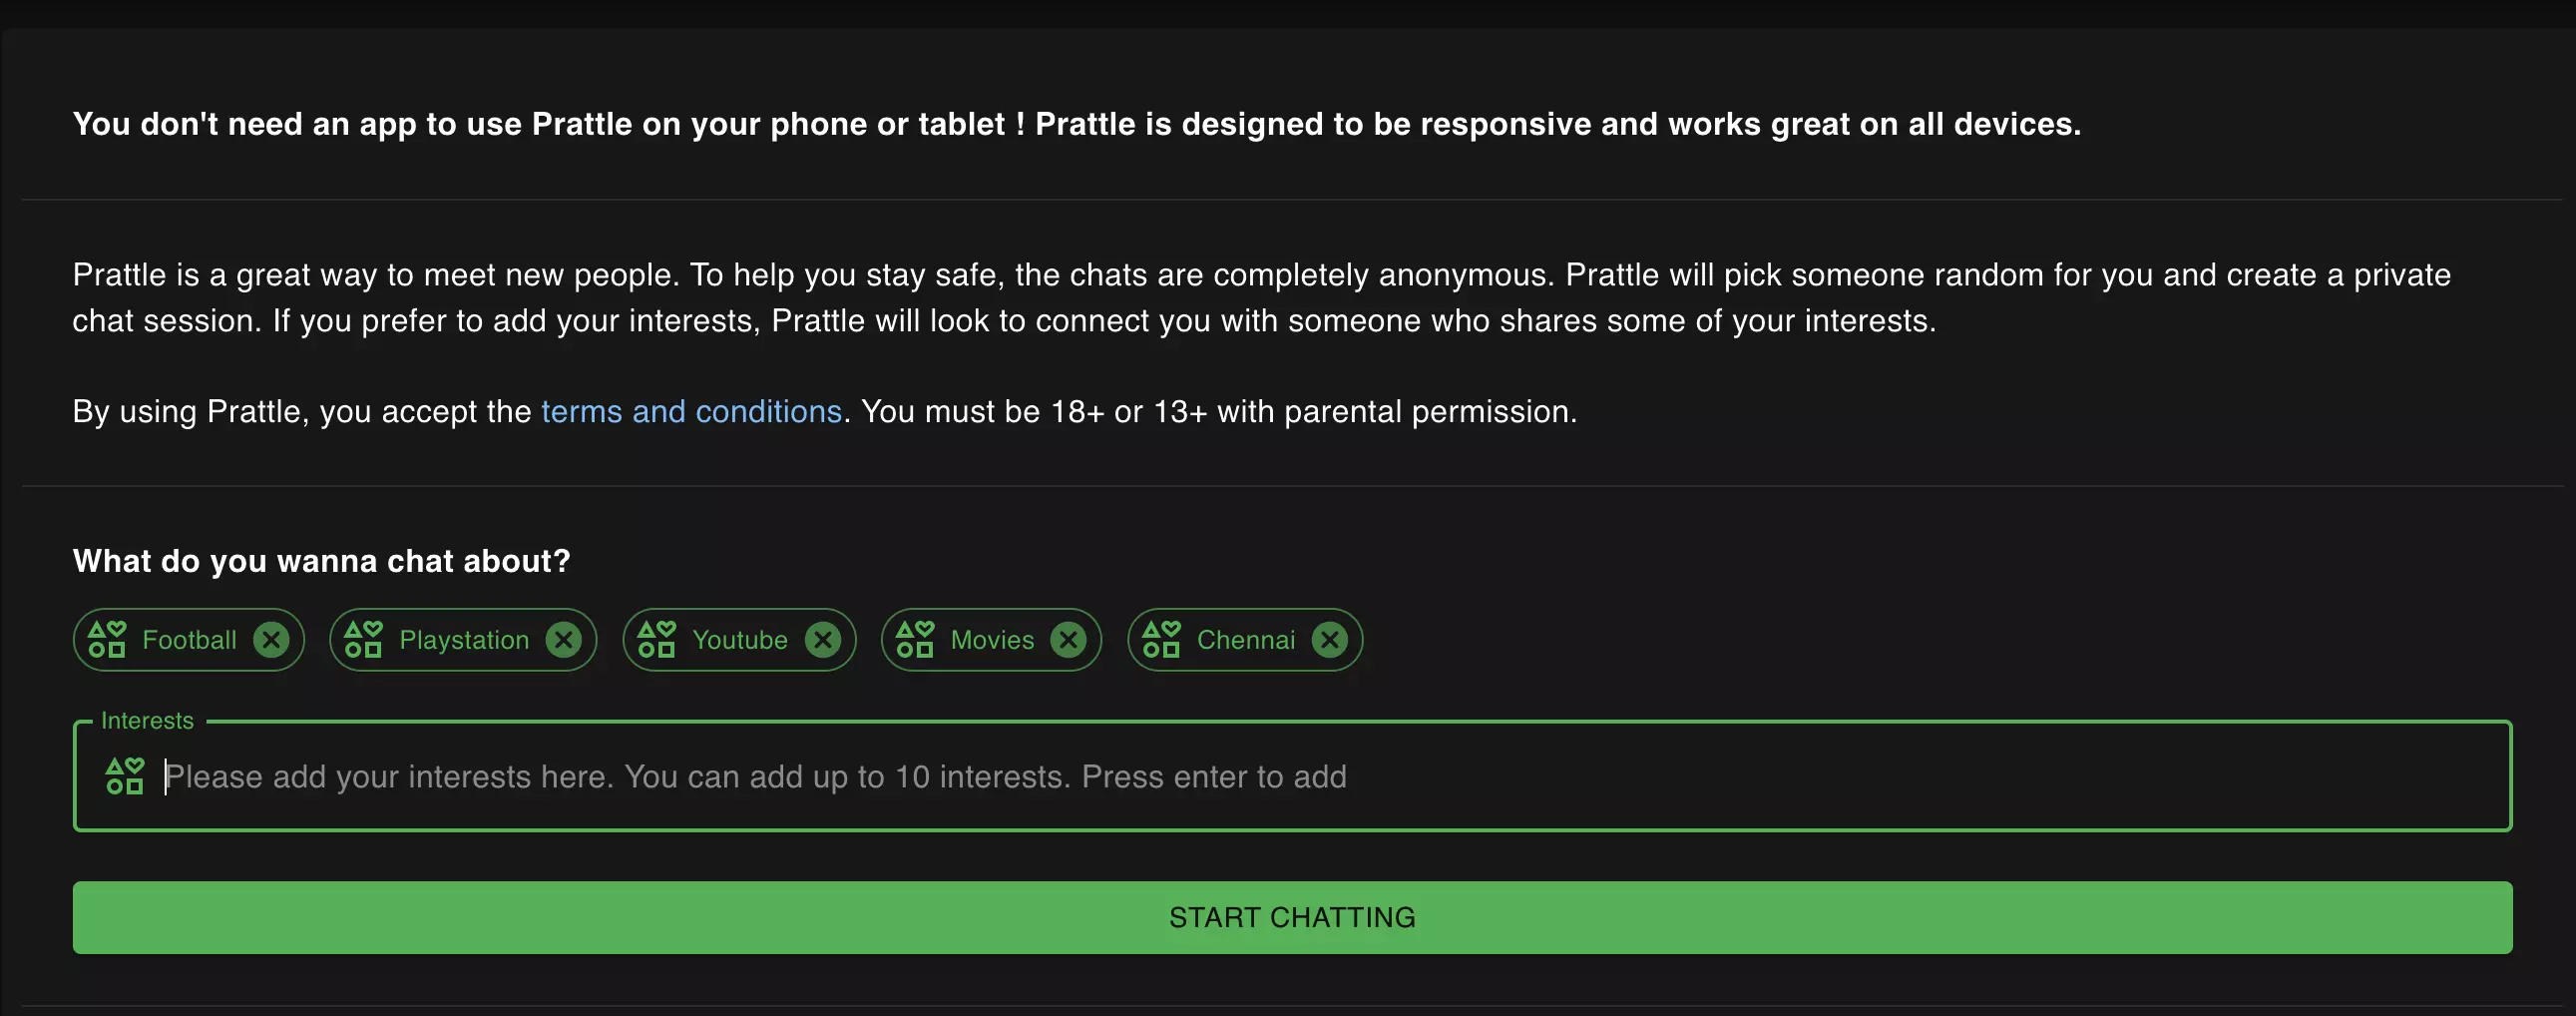 You don't need an app to use Prattle on your phone or tablet ! Prattle is designed to be responsive and works great on all devices.
Prattle is a great way to meet new people. To help you stay safe, the chats are completely anonymous. Prattle will pick someone random for you and create a private
chat session. If you prefer to add your interests, Prattle will look to connect you with someone who shares some of your interests.
By using Prattle, you accept the terms and conditions. You must be 18+ or 13+ with parental permission.
What do you wanna chat about?
Football Playstation Youtube Movies Chennai
Interests
Please add your interests here. You can add up to 10 interests. Press enter to add
START CHATTING